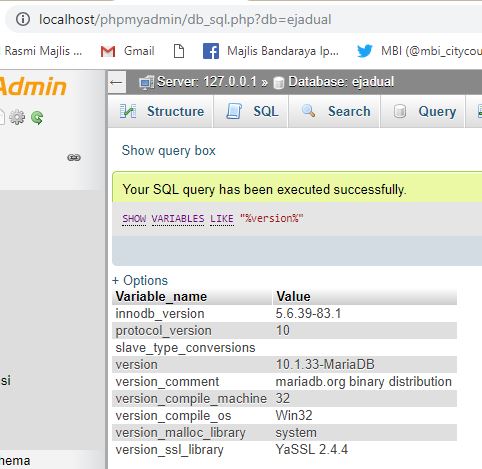 localhost/phpmyadmin/db_sql.php?db=ejadual
Rasmi Majlis ... Gmail Majlis Bandaraya Ip... MBI (@mbi_citycou
Admin
Server: 127.0.0.1 » Database: ejadual
Structure SQL Search Query
Show query box
Your SQL query has been executed successfully.
SHOW VARIABLES LIKE "%version%"
+ Options
Variable_name Value
innodb_version 5.6.39-83.1
protocol_version 10
slave_type_conversions
version 10.1.33-MariaDB
si
version_comment mariadb.org binary distribution
version_compile_machine 32
version_compile_os Win32
version_malloc_library system
version_ssl_library YaSSL 2.4.4
nema